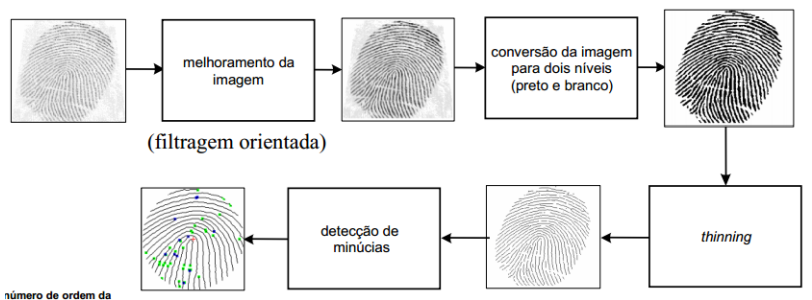 melhoramento da
imagem
conversão da imagem
para dois níveis
(preto e branco)
(filtragem orientada)
thinning
detecção de
minúcias
número de ordem da